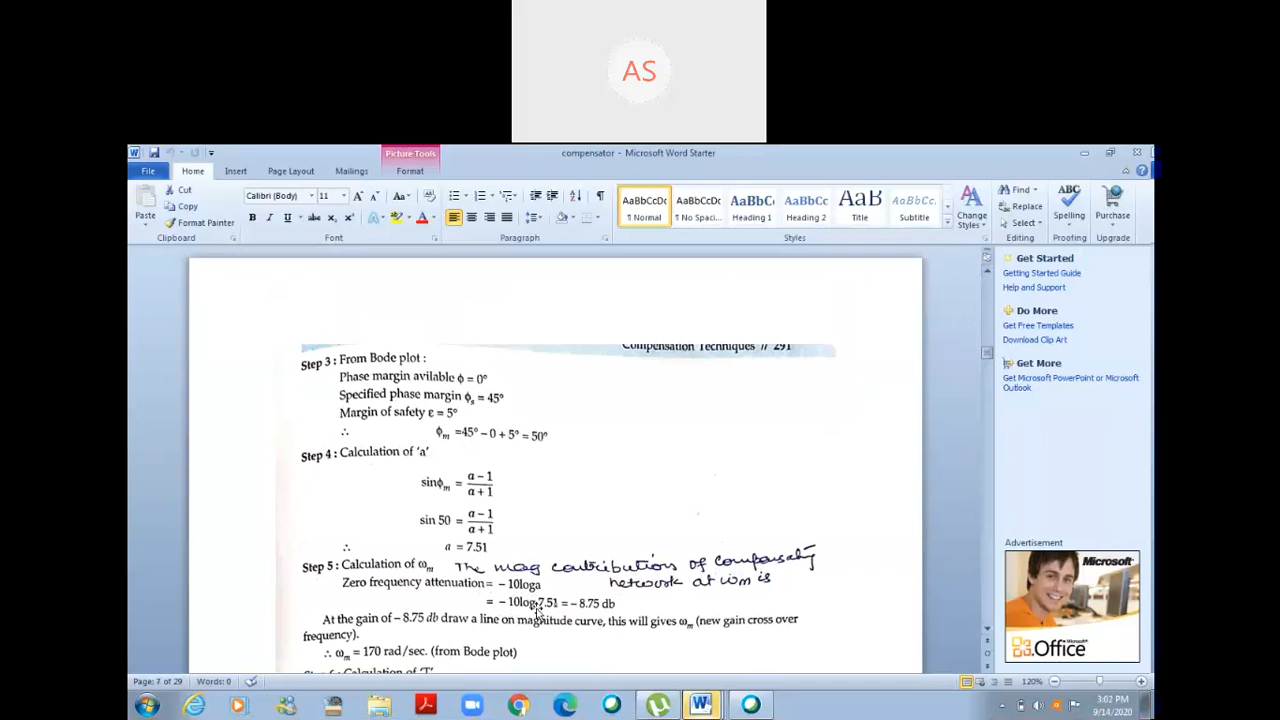 AS
compensator - Microsoft Word Starter
Picture Tools
File Home Insert Page Layout Mailings Format
Paste
Cut
Copy
Format Painter
Clipboard
Calibri (Body) 11
Font
Paragraph
AaBbCcDc AaBbCcDc AaBbC AaBbCc AaB AaBbCc.
¶ Normal ¶ No Spaci... Heading 1 Heading 2 Title Subtitle
Change Styles
Styles
Find
Replace
Select
Editing
Spelling
Proofing
Purchase
Upgrade
Compensation Techniques // 291
Step 3 : From Bode plot :
Phase margin avilable ϕ = 0°
Specified phase margin ϕs = 45°
Margin of safety ε = 5°
∴ ϕm = 45° – 0 + 5° = 50°
Step 4 : Calculation of 'a'
sinϕm = a – 1 / a + 1
sin 50 = a – 1 / a + 1
∴ a = 7.51
Step 5 : Calculation of ωm The mag contributions of compensating
Zero frequency attenuation = – 10loga network at ωm is
= – 10log 7.51 = – 8.75 db
At the gain of – 8.75 db draw a line on magnitude curve, this will gives ωm (new gain cross over
frequency).
∴ ωm = 170 rad/sec. (from Bode plot)
Get Started
Getting Started Guide
Help and Support
Do More
Get Free Templates
Download Clip Art
Get More
Get Microsoft PowerPoint or Microsoft
Outlook
Advertisement
Microsoft
Office
Page: 7 of 29 Words: 0
120%
3:02 PM
9/14/2020